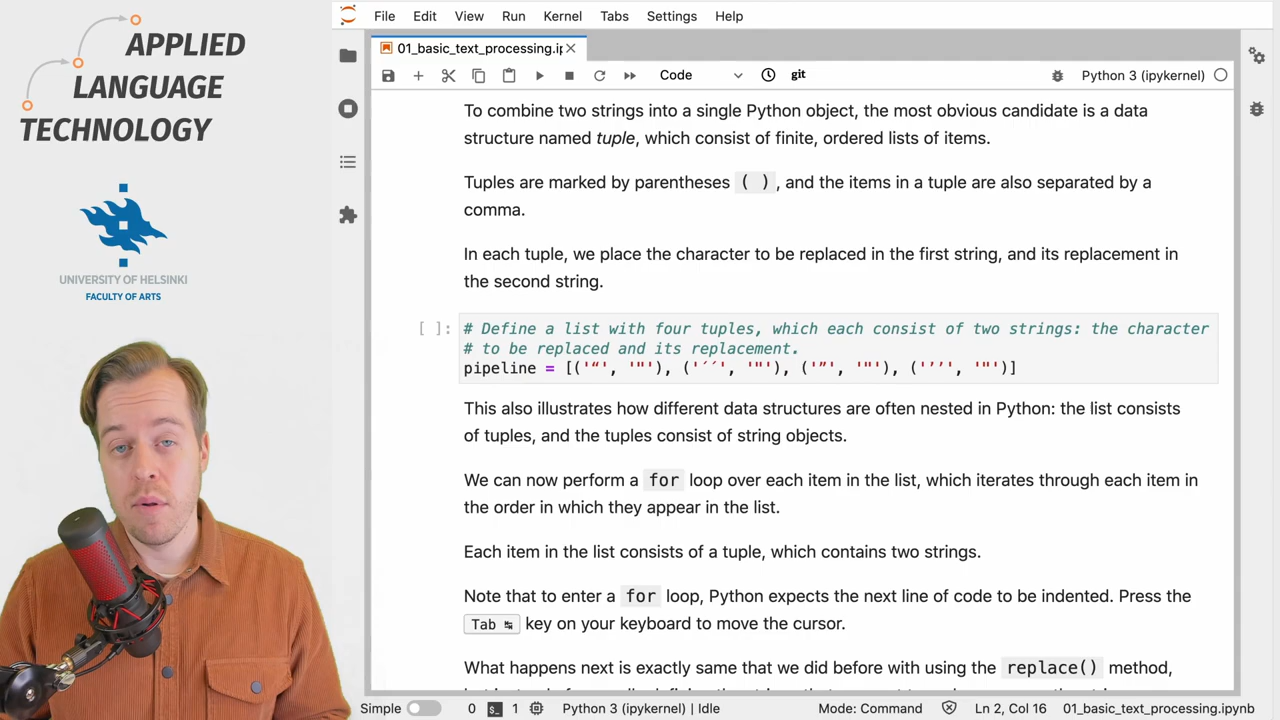 APPLIED
LANGUAGE
TECHNOLOGY
UNIVERSITY OF HELSINKI
FACULTY OF ARTS
File Edit View Run Kernel Tabs Settings Help
01_basic_text_processing.ip
Code
git
Python 3 (ipykernel)
To combine two strings into a single Python object, the most obvious candidate is a data
structure named tuple, which consist of finite, ordered lists of items.
Tuples are marked by parentheses ( ) , and the items in a tuple are also separated by a
comma.
In each tuple, we place the character to be replaced in the first string, and its replacement in
the second string.
[ ]:
# Define a list with four tuples, which each consist of two strings: the character
# to be replaced and its replacement.
pipeline = [('“', '"'), ('´´', '"'), ('”', '"'), ('’’', '"')]
This also illustrates how different data structures are often nested in Python: the list consists
of tuples, and the tuples consist of string objects.
We can now perform a for loop over each item in the list, which iterates through each item in
the order in which they appear in the list.
Each item in the list consists of a tuple, which contains two strings.
Note that to enter a for loop, Python expects the next line of code to be indented. Press the
Tab ↹ key on your keyboard to move the cursor.
What happens next is exactly same that we did before with using the replace() method,
Simple 0 1 Python 3 (ipykernel) | Idle Mode: Command Ln 2, Col 16 01_basic_text_processing.ipynb